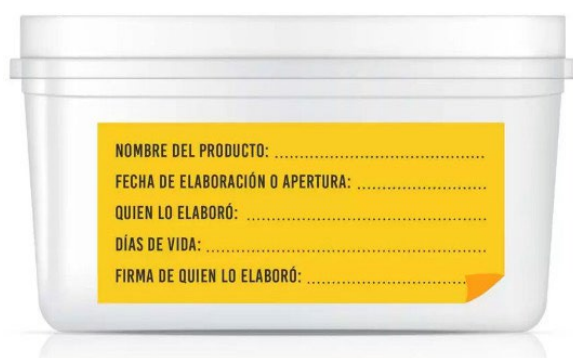 NOMBRE DEL PRODUCTO: ................................................
FECHA DE ELABORACIÓN O APERTURA: ..............................
QUIEN LO ELABORÓ: .......................................................
DÍAS DE VIDA: .................................................................
FIRMA DE QUIEN LO ELABORÓ: .........................................